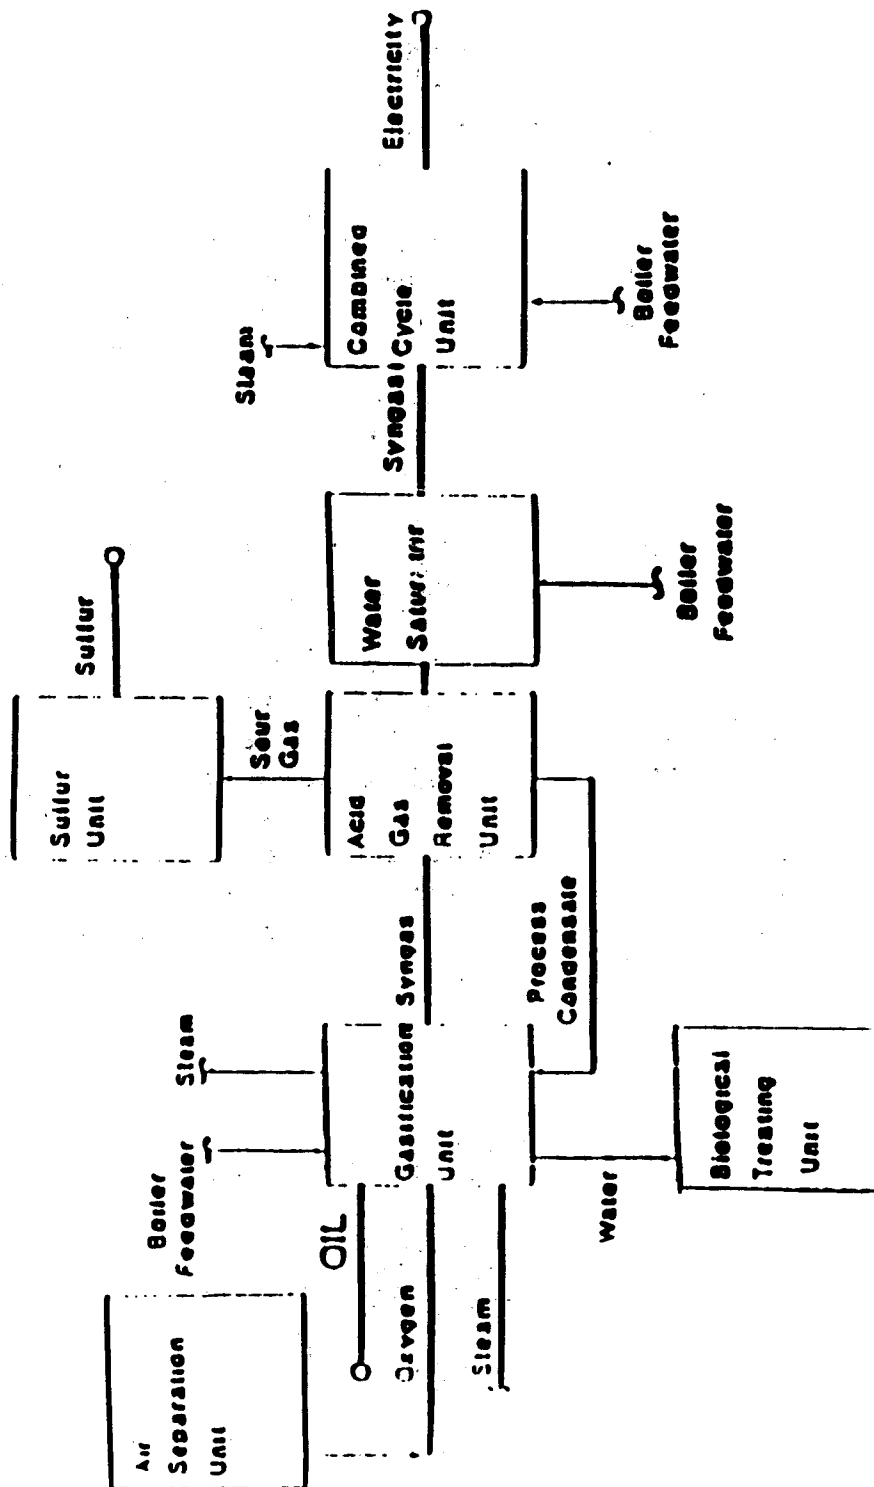 Air
Separation
Unit
Boiler
Feedwater
Steam
OIL
Oxygen
Steam
Gasification
Unit
Water
Biological
Treating
Unit
Syngas
Process
Condensate
Sulfur
Unit
Sulfur
Sour
Gas
Acid
Gas
Removal
Unit
Water
Saturator
Boiler
Feedwater
Syngas
Steam
Combined
Cycle
Unit
Boiler
Feedwater
Electricity